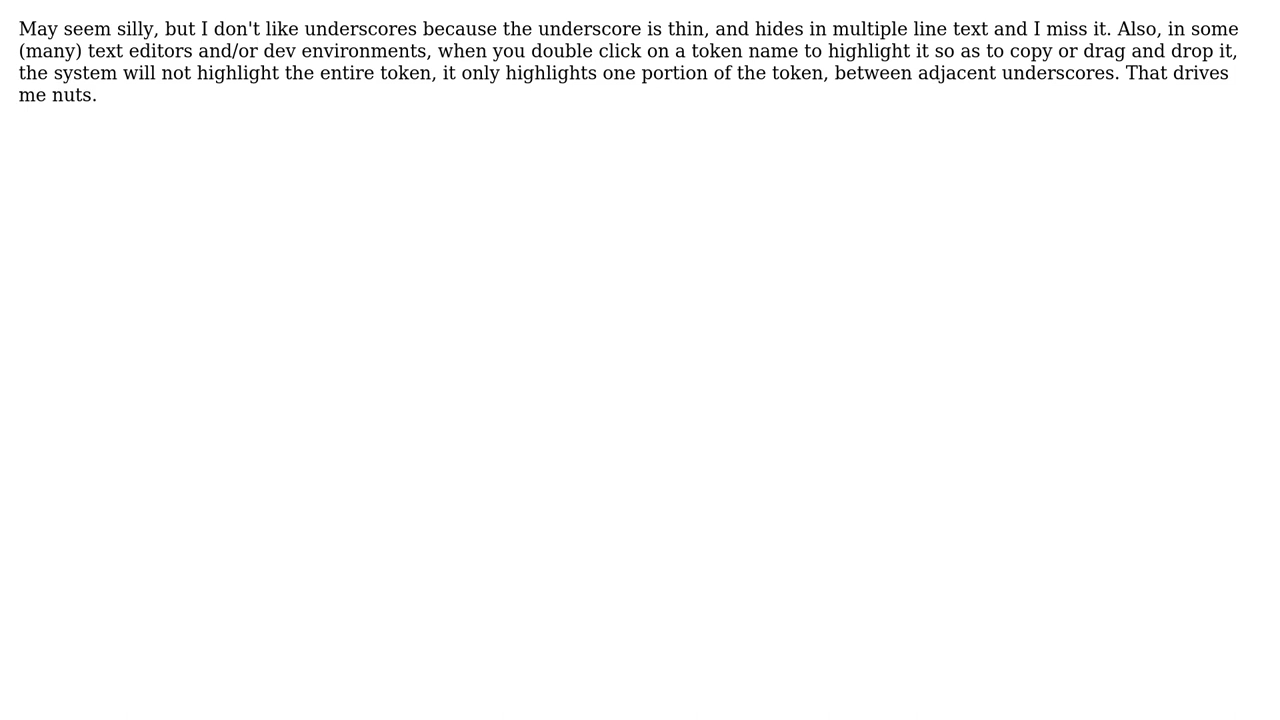 May seem silly, but I don't like underscores because the underscore is thin, and hides in multiple line text and I miss it. Also, in some
(many) text editors and/or dev environments, when you double click on a token name to highlight it so as to copy or drag and drop it,
the system will not highlight the entire token, it only highlights one portion of the token, between adjacent underscores. That drives
me nuts.